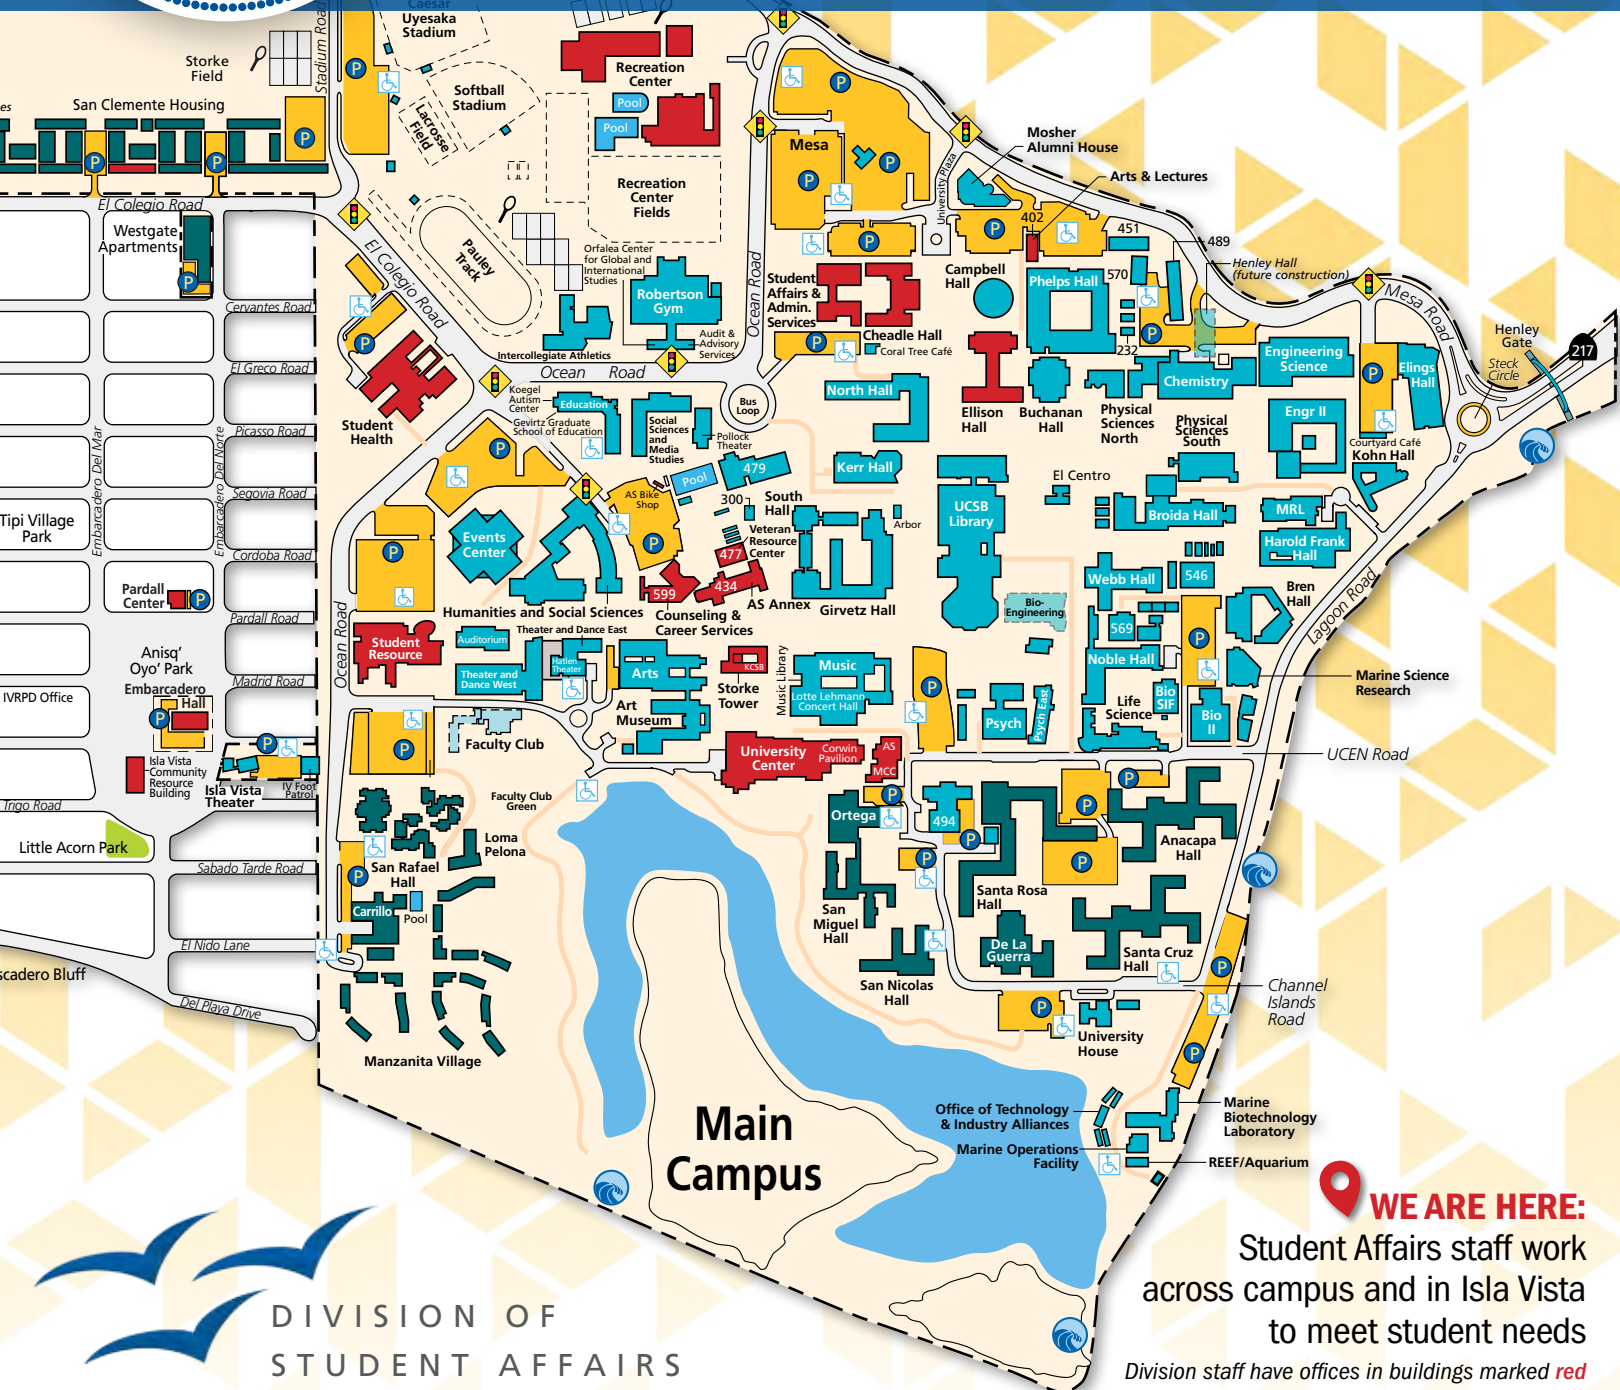 Caesar
Uyesaka
Stadium
Storke
Field
Stadium Road
San Clemente Housing
es
Softball
Stadium
Lacrosse
Field
Recreation
Center
Pool
Pool
Recreation
Center
Fields
Mesa
University Plaza
Mosher
Alumni House
Arts & Lectures
402
451
489
570
232
Henley Hall
(future construction)
El Colegio Road
Westgate
Apartments
Cervantes Road
El Greco Road
Picasso Road
Segovia Road
Cordoba Road
Pardall Road
Madrid Road
Embarcadero Del Mar
Embarcadero Del Norte
El Colegio Road
Pauley
Track
Orfalea Center
for Global and
International
Studies
Robertson
Gym
Intercollegiate Athletics
Audit &
Advisory
Services
Ocean Road
Ocean Road
Student
Affairs &
Admin.
Services
Cheadle Hall
Coral Tree Café
Campbell
Hall
Phelps Hall
Mesa Road
Henley
Gate
Steck
Circle
217
Engineering
Science
Elings
Hall
Chemistry
Student
Health
Koegel
Autism
Center
Education
Gevirtz Graduate
School of Education
Social
Sciences
and
Media
Studies
Pollock
Theater
Bus
Loop
North Hall
Ellison
Hall
Buchanan
Hall
Physical
Sciences
North
Physical
Sciences
South
Engr II
Courtyard Café
Kohn Hall
AS Bike
Shop
Pool
479
Kerr Hall
300
South
Hall
Arbor
UCSB
Library
El Centro
Broida Hall
MRL
Harold Frank
Hall
Events
Center
Veteran
Resource
Center
477
434
599
AS Annex
Girvetz Hall
Webb Hall
546
Bren
Hall
Lagoon Road
Tipi Village
Park
Pardall
Center
Humanities and Social Sciences
Counseling &
Career Services
Bio-
Engineering
569
Noble Hall
Marine Science
Research
Ocean Road
Student
Resource
Auditorium
Theater and Dance East
Theater and
Dance West
Hatlen
Theater
Arts
KCSB
Storke
Tower
Music Library
Music
Lotte Lehmann
Concert Hall
Life
Science
Bio
SIF
Bio
II
Psych
Psych East
Anisq'
Oyo' Park
IVRPD Office
Embarcadero
Hall
Isla Vista
Community
Resource
Building
Isla Vista
Theater
IV Foot
Patrol
Faculty Club
Art
Museum
University
Center
Corwin
Pavilion
AS
MCC
UCEN Road
Trigo Road
Little Acorn Park
Sabado Tarde Road
Faculty Club
Green
Loma
Pelona
San Rafael
Hall
Carrillo
Pool
Ortega
494
Anacapa
Hall
Santa Rosa
Hall
San
Miguel
Hall
De La
Guerra
Santa Cruz
Hall
San Nicolas
Hall
El Nido Lane
scadero Bluff
Del Playa Drive
Manzanita Village
Channel
Islands
Road
University
House
Main
Campus
Office of Technology
& Industry Alliances
Marine Operations
Facility
Marine
Biotechnology
Laboratory
REEF/Aquarium
WE ARE HERE:
Student Affairs staff work
across campus and in Isla Vista
to meet student needs
Division staff have offices in buildings marked red
DIVISION OF
STUDENT AFFAIRS